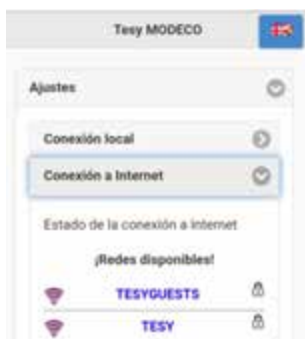 Tesy MODECO
Ajustes
Conexión local
Conexión a Internet
Estado de la conexión a internet
¡Redes disponibles!
TESYGUESTS
TESY